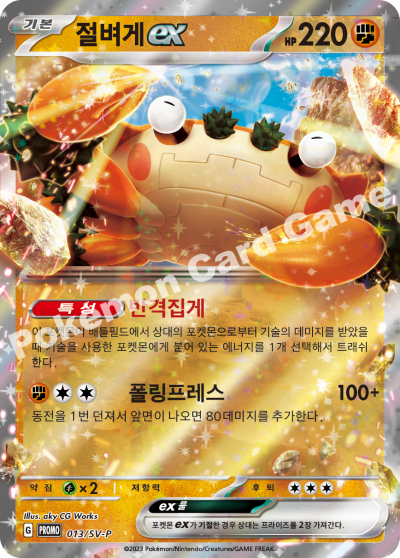 기본 절벼게 ex HP 220
Pokémon Card Game
특성 반격집게
이 포켓몬이 배틀필드에서 상대의 포켓몬으로부터 기술의 데미지를 받았을
때 기술을 사용한 포켓몬에게 붙어 있는 에너지를 1개 선택해서 트래쉬
한다.
폴링프레스 100+
동전을 1번 던져서 앞면이 나오면 80데미지를 추가한다.
약점 ×2 저항력 후퇴
ex 룰
포켓몬 ex가 기절한 경우 상대는 프라이즈를 2장 가져간다.
Illus. aky CG Works
G PROMO 013/SV-P
©2023 Pokémon/Nintendo/Creatures/GAME FREAK.